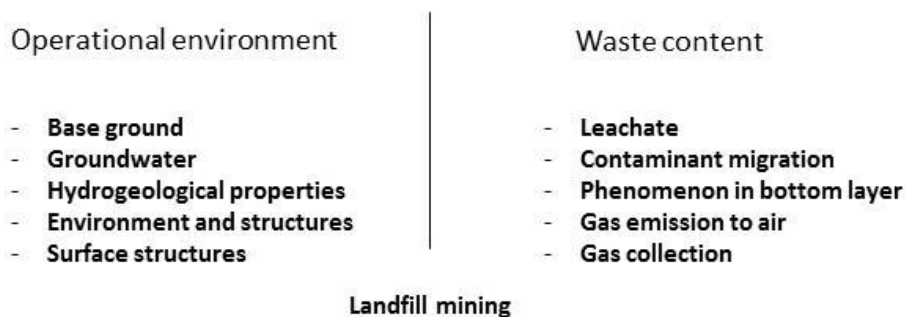 Operational environment
- Base ground
- Groundwater
- Hydrogeological properties
- Environment and structures
- Surface structures
Waste content
- Leachate
- Contaminant migration
- Phenomenon in bottom layer
- Gas emission to air
- Gas collection
Landfill mining